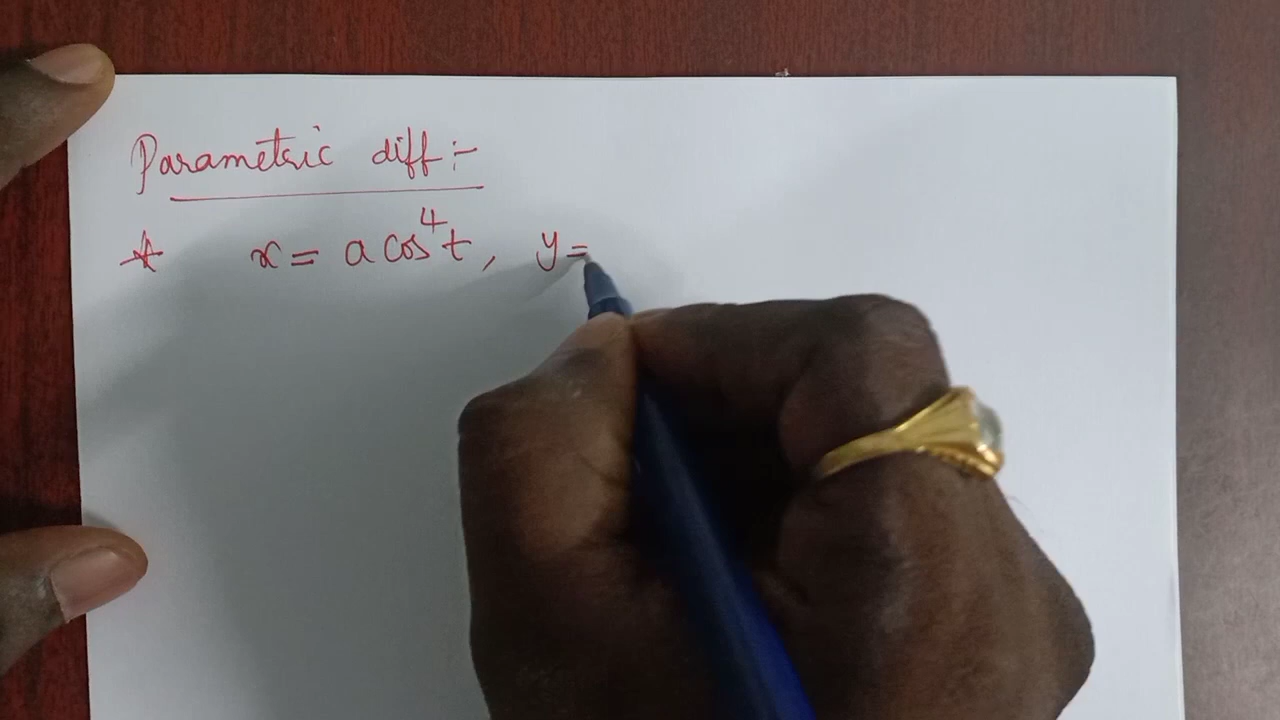 Parametric diff :-
☆ x = a cos⁴t, y =